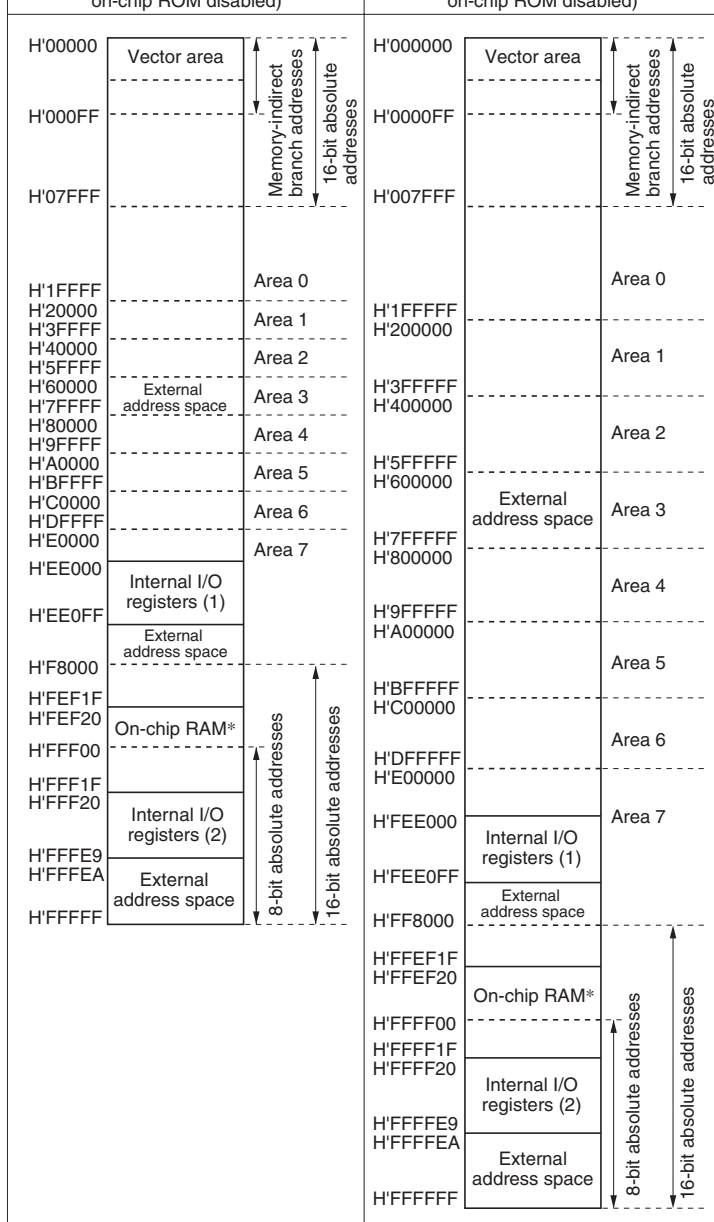 on-chip ROM disabled)
H'00000
Vector area
H'000FF
Memory-indirect
branch addresses
16-bit absolute
addresses
H'07FFF
Area 0
H'1FFFF
H'20000
Area 1
H'3FFFF
H'40000
Area 2
H'5FFFF
H'60000
External
address space
Area 3
H'7FFFF
H'80000
Area 4
H'9FFFF
H'A0000
Area 5
H'BFFFF
H'C0000
Area 6
H'DFFFF
H'E0000
Area 7
H'EE000
Internal I/O
registers (1)
H'EE0FF
External
address space
H'F8000
H'FEF1F
H'FEF20
On-chip RAM*
H'FFF00
H'FFF1F
H'FFF20
Internal I/O
registers (2)
H'FFFE9
H'FFFEA
External
address space
H'FFFFF
8-bit absolute addresses
16-bit absolute addresses
on-chip ROM disabled)
H'000000
Vector area
H'0000FF
Memory-indirect
branch addresses
16-bit absolute
addresses
H'007FFF
Area 0
H'1FFFFF
H'200000
Area 1
H'3FFFFF
H'400000
Area 2
H'5FFFFF
H'600000
External
address space
Area 3
H'7FFFFF
H'800000
Area 4
H'9FFFFF
H'A00000
Area 5
H'BFFFFF
H'C00000
Area 6
H'DFFFFF
H'E00000
Area 7
H'FEE000
Internal I/O
registers (1)
H'FEE0FF
External
address space
H'FF8000
H'FFEF1F
H'FFEF20
On-chip RAM*
H'FFFF00
H'FFFF1F
H'FFFF20
Internal I/O
registers (2)
H'FFFFE9
H'FFFFEA
External
address space
H'FFFFFF
8-bit absolute addresses
16-bit absolute addresses